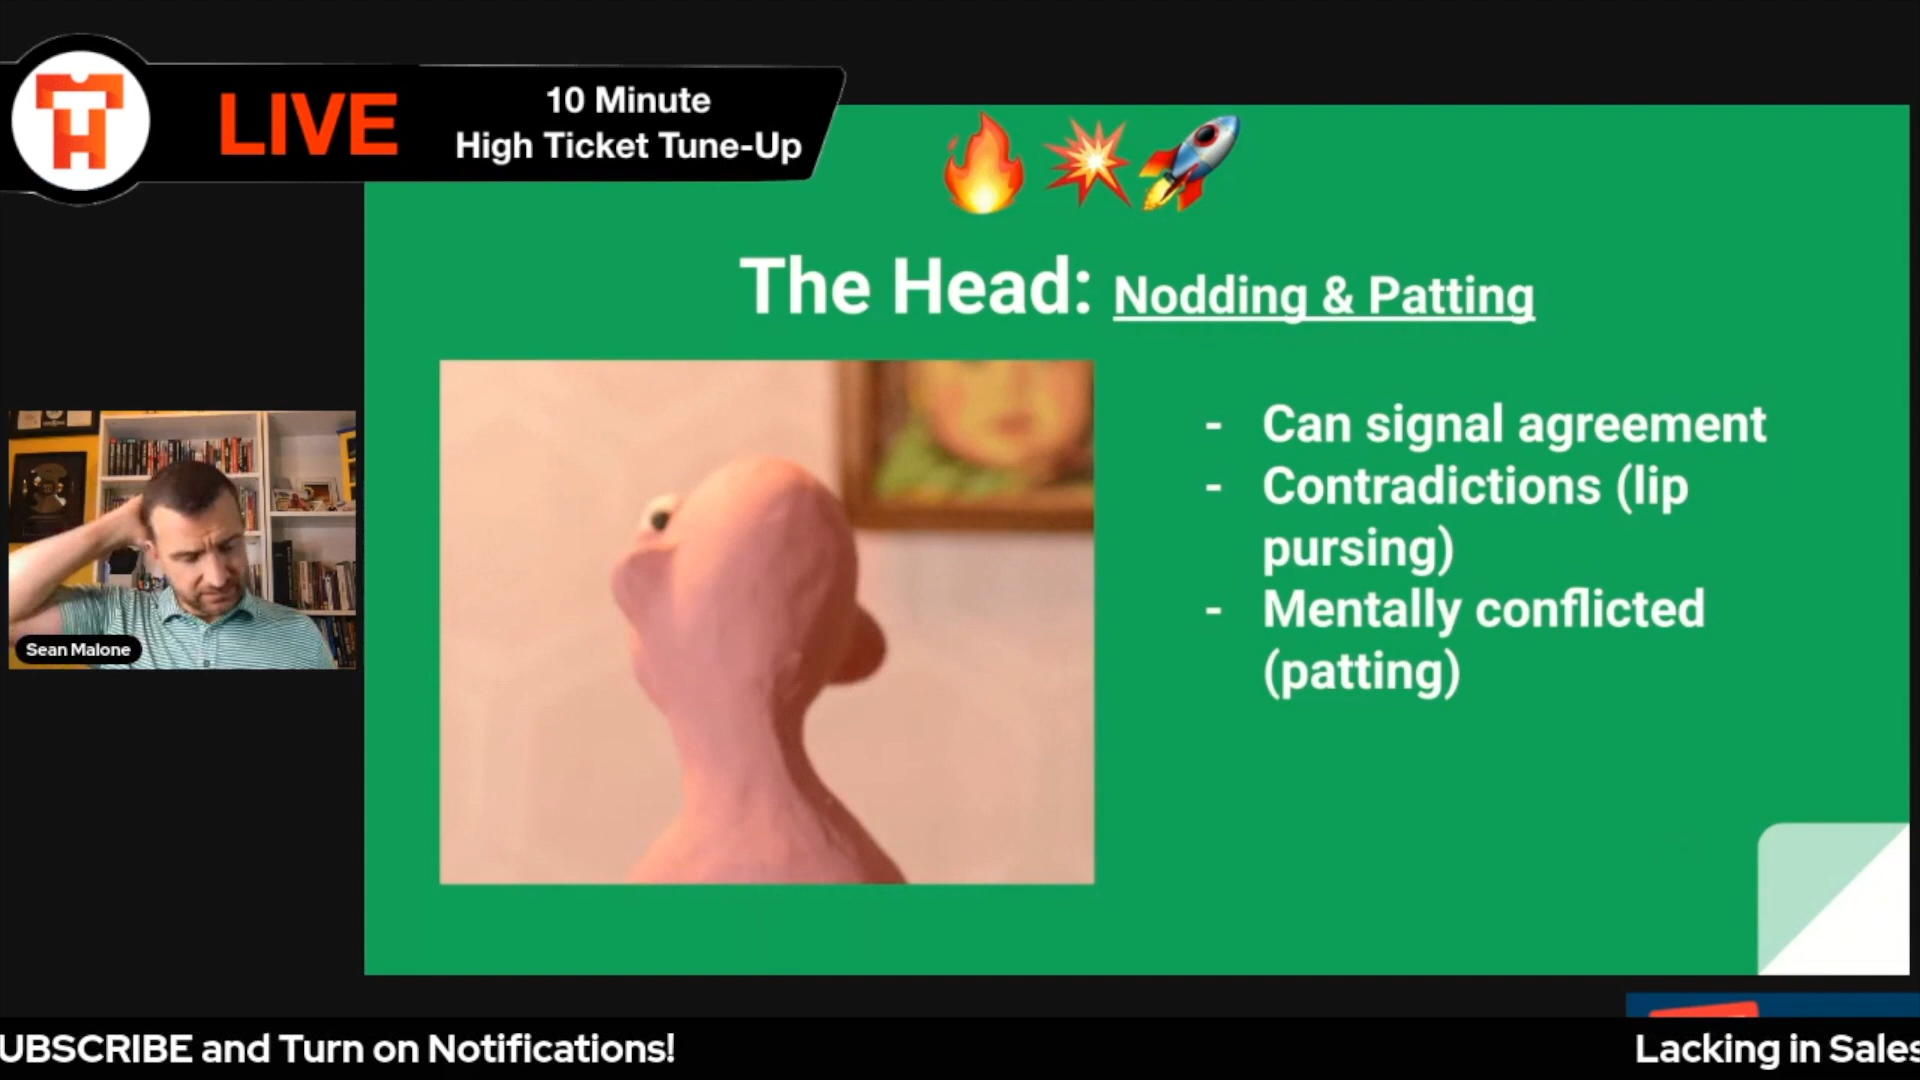 LIVE
10 Minute
High Ticket Tune-Up
The Head: Nodding & Patting
- Can signal agreement
- Contradictions (lip
pursing)
- Mentally conflicted
(patting)
Sean Malone
UBSCRIBE and Turn on Notifications!
Lacking in Sales